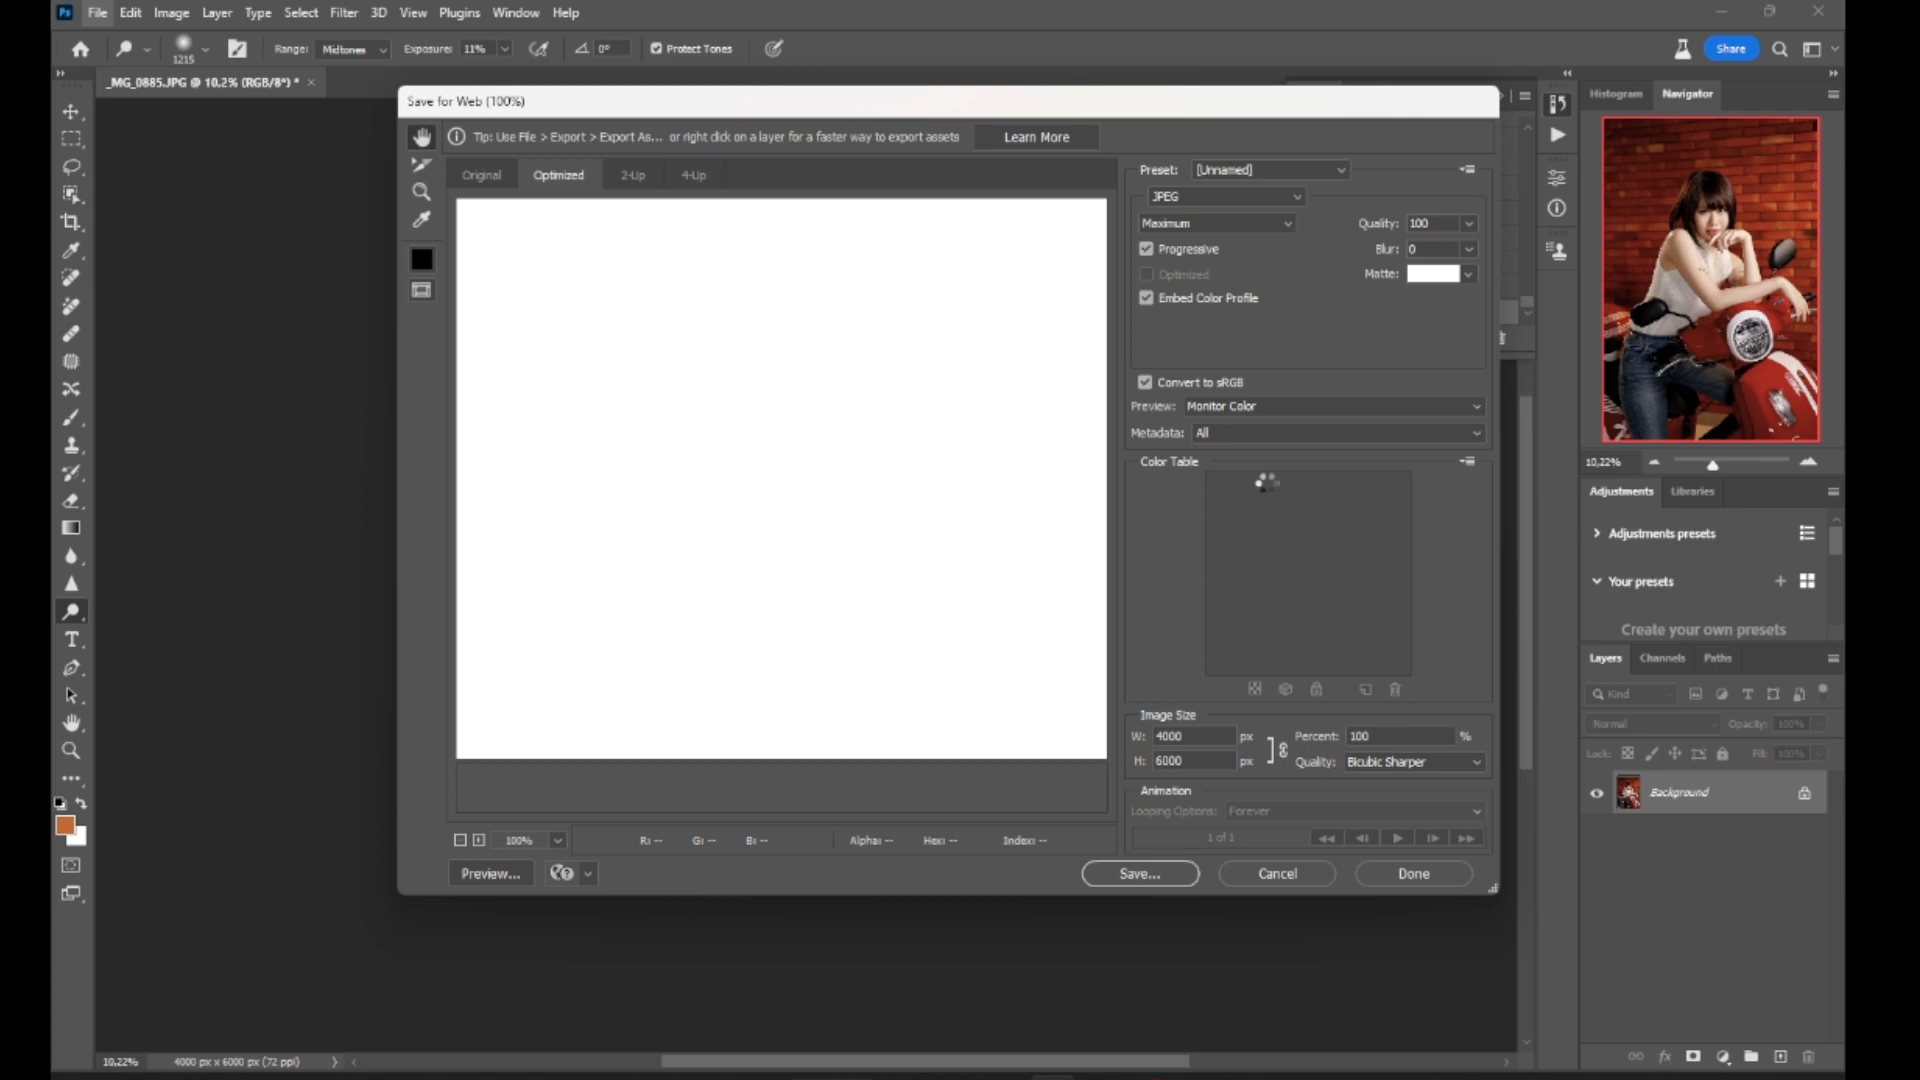 Ps File Edit Image Layer Type Select Filter 3D View Plugins Window Help
1215 Range: Midtones Exposure: 11% 0° Protect Tones Share
_MG_0885.JPG @ 10,2% (RGB/8*) *
Save for Web (100%)
Tip: Use File > Export > Export As... or right click on a layer for a faster way to export assets Learn More
Original Optimized 2-Up 4-Up
Preset: [Unnamed]
JPEG
Maximum Quality: 100
Progressive Blur: 0
Optimized Matte:
Embed Color Profile
Convert to sRGB
Preview: Monitor Color
Metadata: All
Color Table
Image Size
W: 4000 px Percent: 100 %
H: 6000 px Quality: Bicubic Sharper
Animation
Looping Options: Forever
1 of 1
100% R: -- G: -- B: -- Alpha: -- Hex: -- Index: --
Preview... Save... Cancel Done
Histogram Navigator
10,22%
Adjustments Libraries
Adjustments presets
Your presets
Create your own presets
Layers Channels Paths
Kind
Normal Opacity: 100%
Lock: Fill: 100%
Background
fx
10,22% 4000 px x 6000 px (72 ppi)